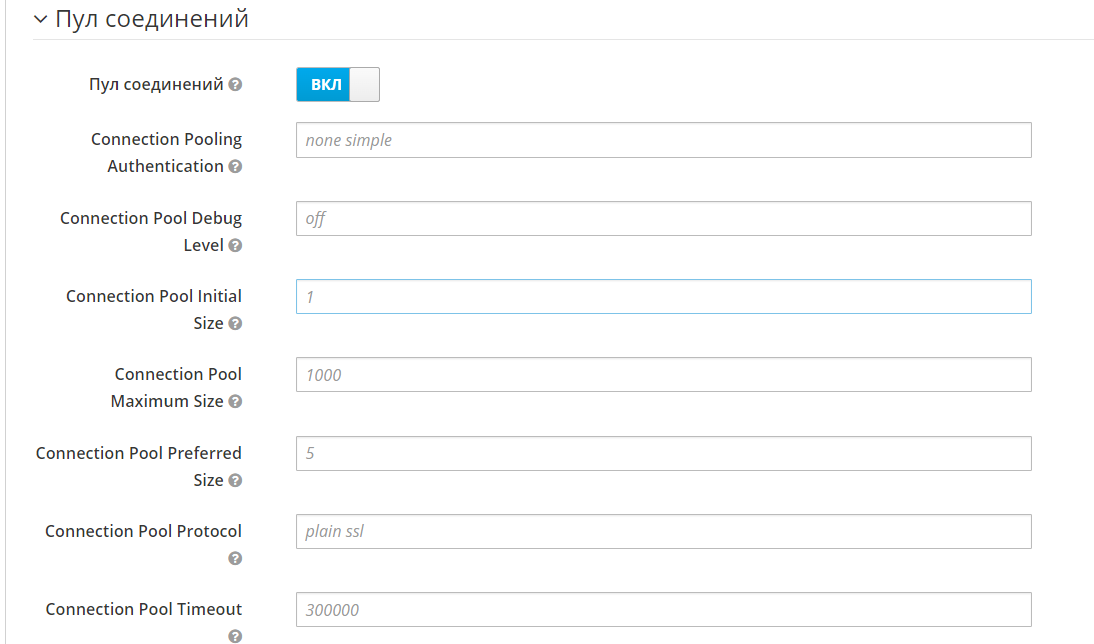 Пул соединений
Пул соединений
ВКЛ
Connection Pooling
Authentication
none simple
Connection Pool Debug
Level
off
Connection Pool Initial
Size
1
Connection Pool
Maximum Size
1000
Connection Pool Preferred
Size
5
Connection Pool Protocol
plain ssl
Connection Pool Timeout
300000